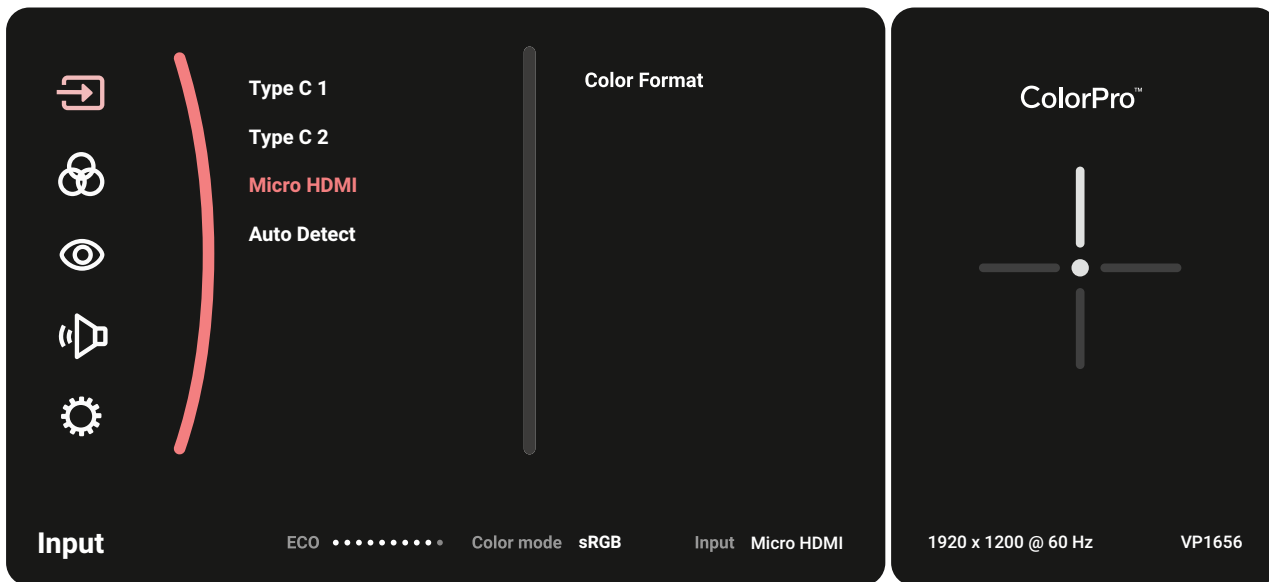 Type C 1
Type C 2
Micro HDMI
Auto Detect
Color Format
Input
ECO
Color mode sRGB
Input Micro HDMI
ColorPro™
1920 x 1200 @ 60 Hz
VP1656